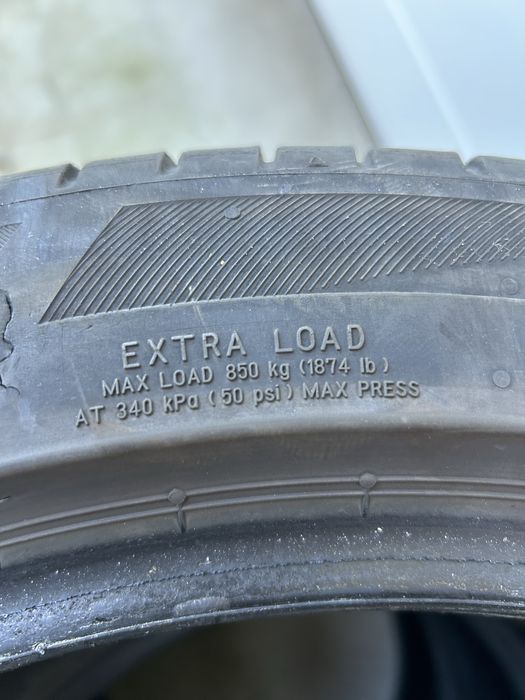 EXTRA LOAD
MAX LOAD 850 kg (1874 lb)
AT 340 kPa (50 psi) MAX PRESS